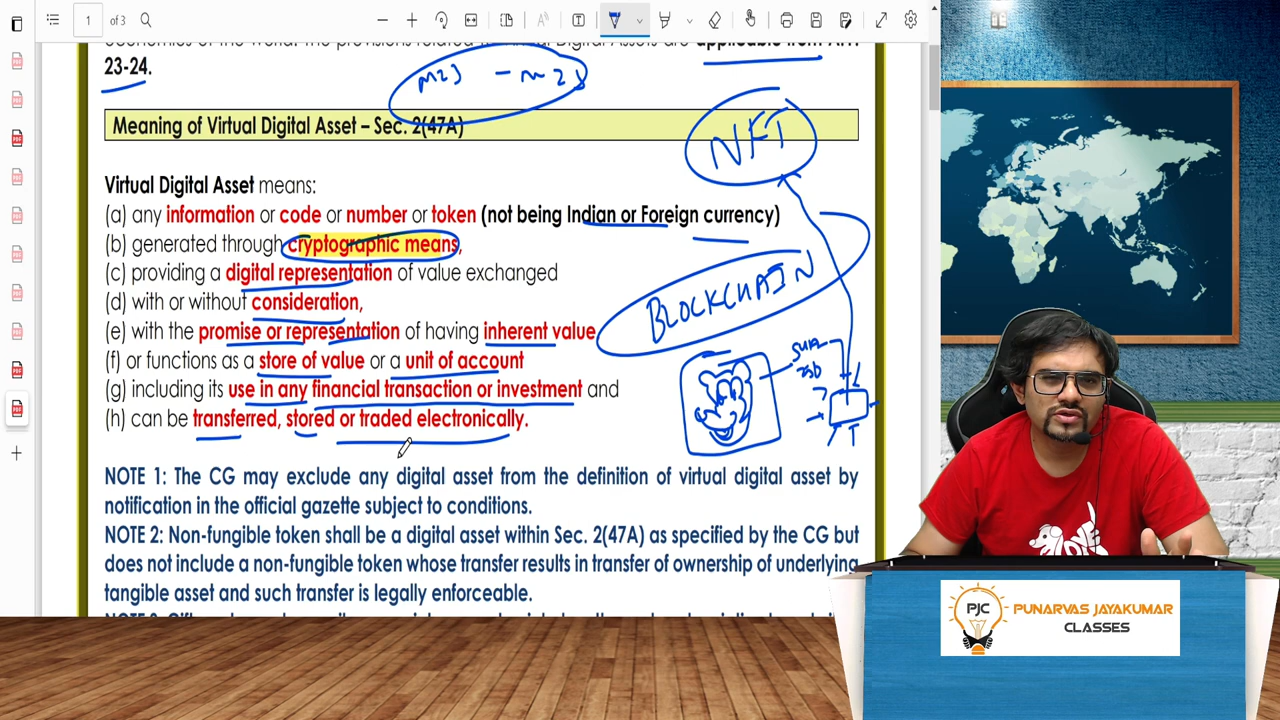 1 of 3
applicable from A.Y.
23-24.
M23 - M28
Meaning of Virtual Digital Asset – Sec. 2(47A)
NFT
Virtual Digital Asset means:
(a) any information or code or number or token (not being Indian or Foreign currency)
(b) generated through cryptographic means,
(c) providing a digital representation of value exchanged
(d) with or without consideration,
BLOCKCHAIN
(e) with the promise or representation of having inherent value
(f) or functions as a store of value or a unit of account
(g) including its use in any financial transaction or investment and
(h) can be transferred, stored or traded electronically.
NOTE 1: The CG may exclude any digital asset from the definition of virtual digital asset by
notification in the official gazette subject to conditions.
NOTE 2: Non-fungible token shall be a digital asset within Sec. 2(47A) as specified by the CG but
does not include a non-fungible token whose transfer results in transfer of ownership of underlying
tangible asset and such transfer is legally enforceable.
PJC
PUNARVAS JAYAKUMAR
CLASSES